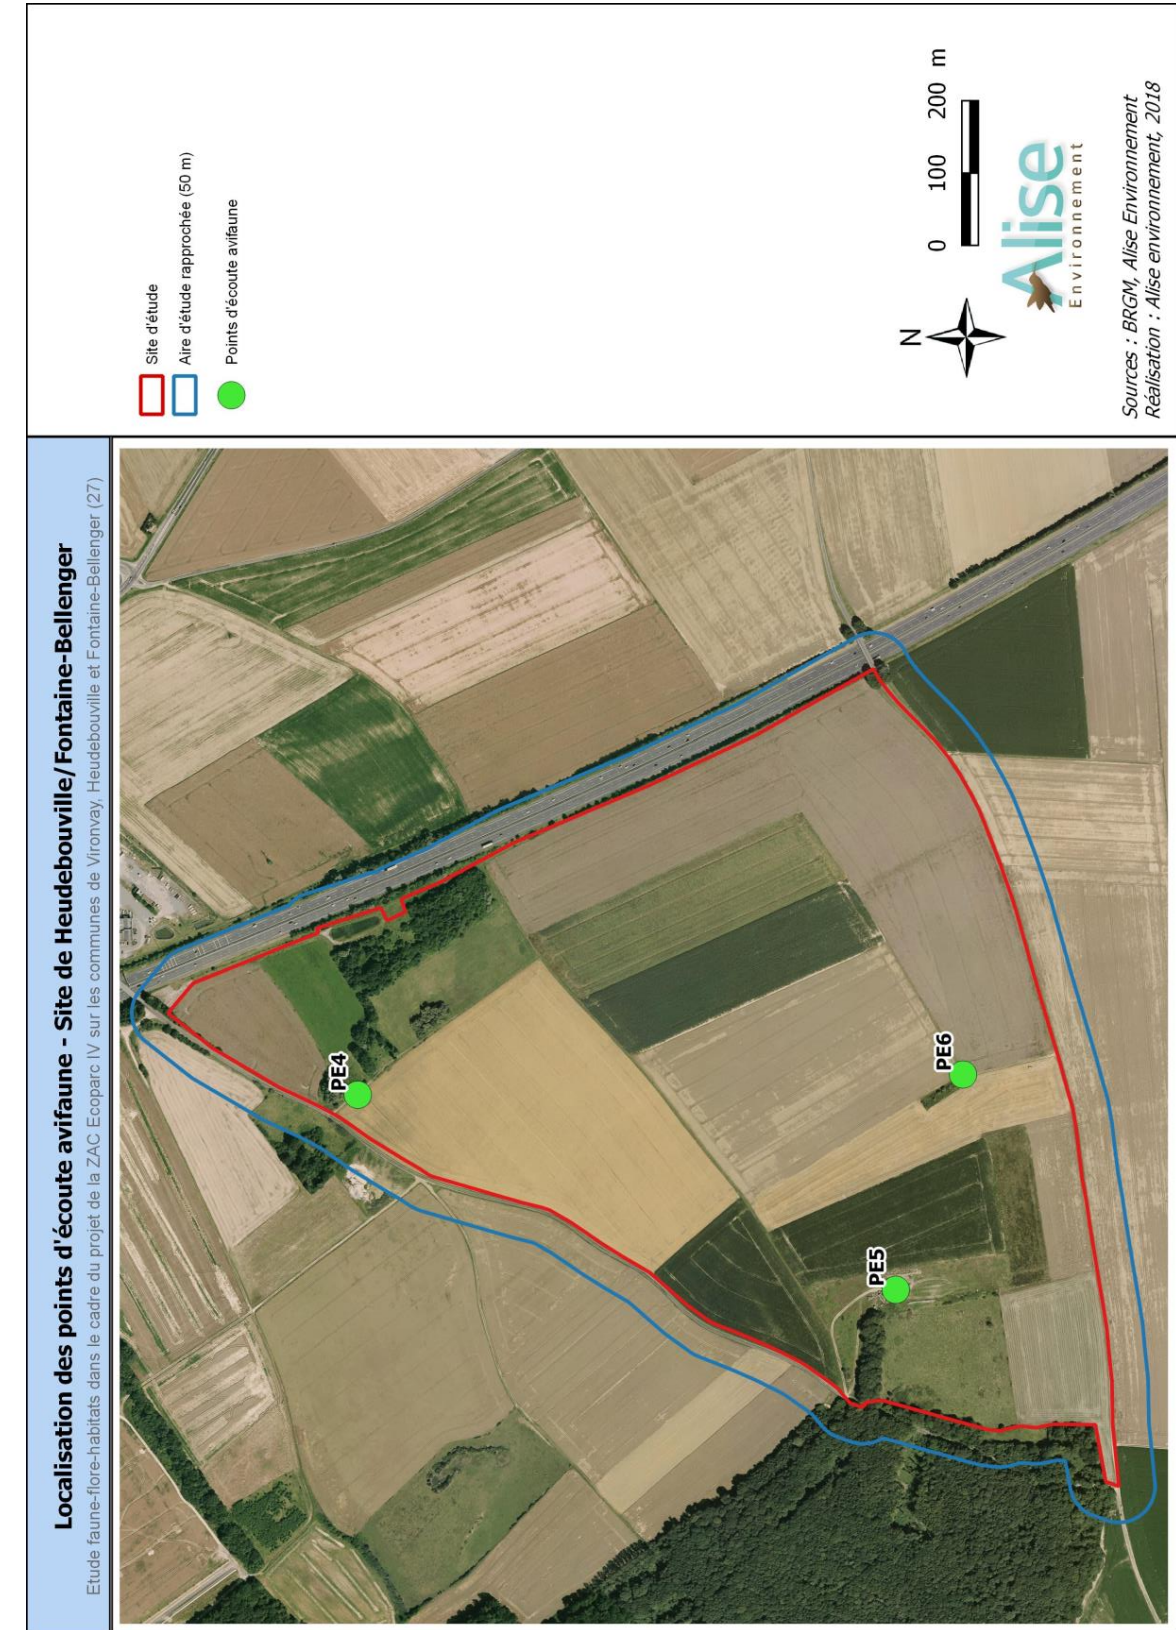 Localisation des points d'écoute avifaune - Site de Heudebouville/Fontaine-Bellenger
Etude faune-flore-habitats dans le cadre du projet de la ZAC Ecoparc IV sur les communes de Vironvay, Heudebouville et Fontaine-Bellenger (27)
PE4
PE5
PE6
Site d'étude
Aire d'étude rapprochée (50 m)
Points d'écoute avifaune
N
0 100 200 m
Alise
Environnement
Sources : BRGM, Alise Environnement
Réalisation : Alise environnement, 2018